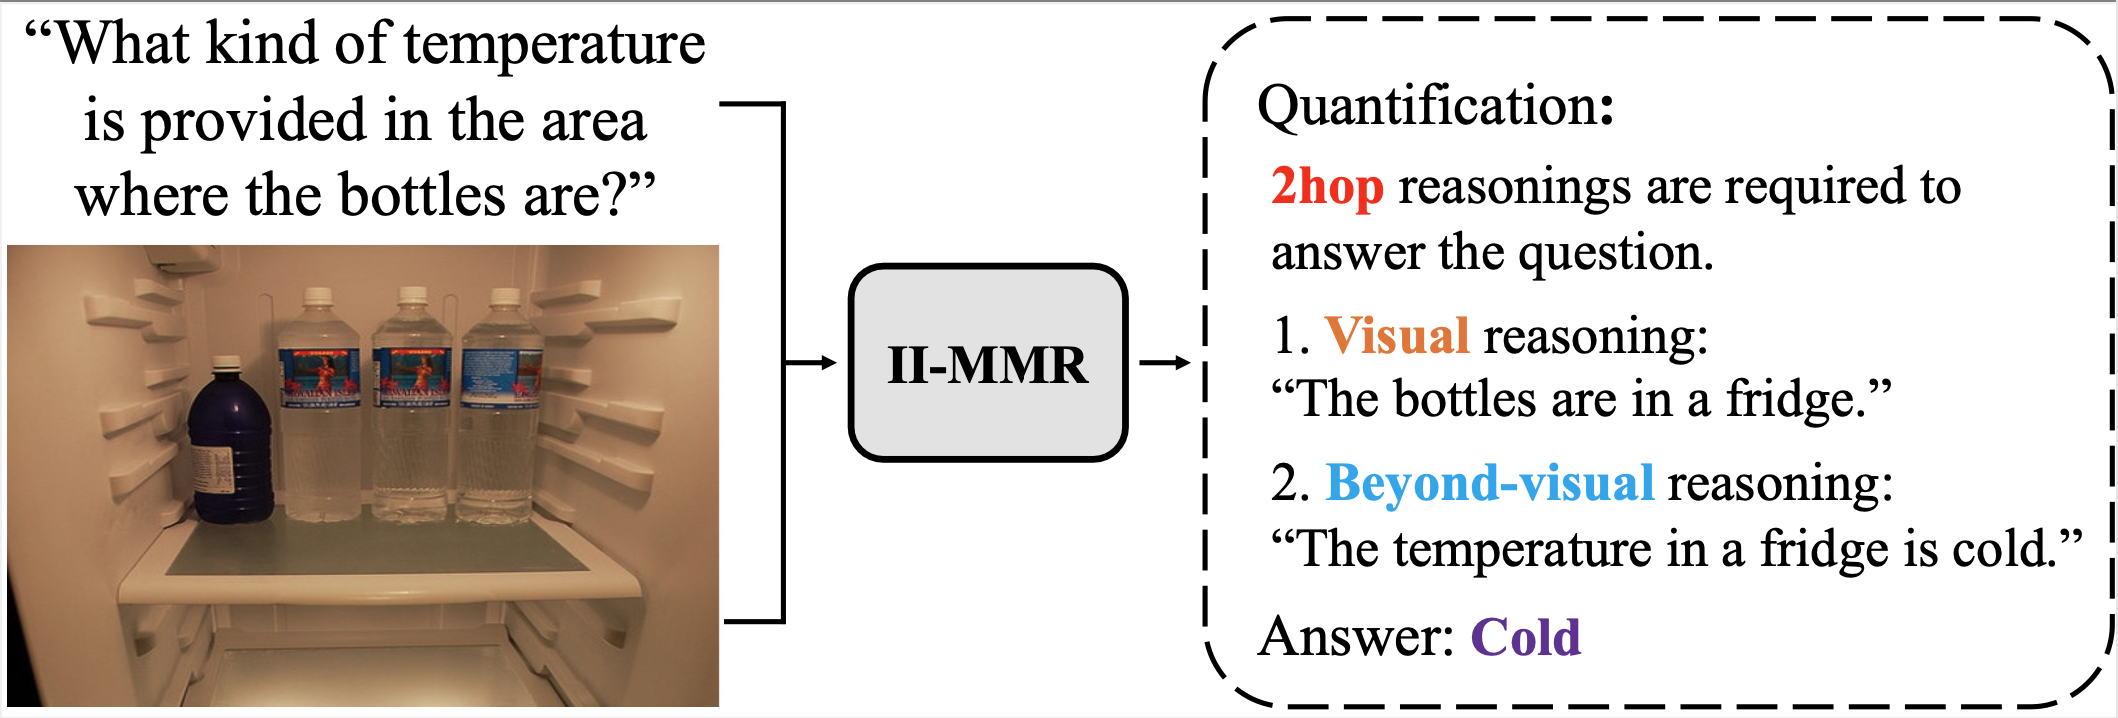 “What kind of temperature
is provided in the area
where the bottles are?”
II-MMR
Quantification:
2hop reasonings are required to
answer the question.
1. Visual reasoning:
“The bottles are in a fridge.”
2. Beyond-visual reasoning:
“The temperature in a fridge is cold.”
Answer: Cold